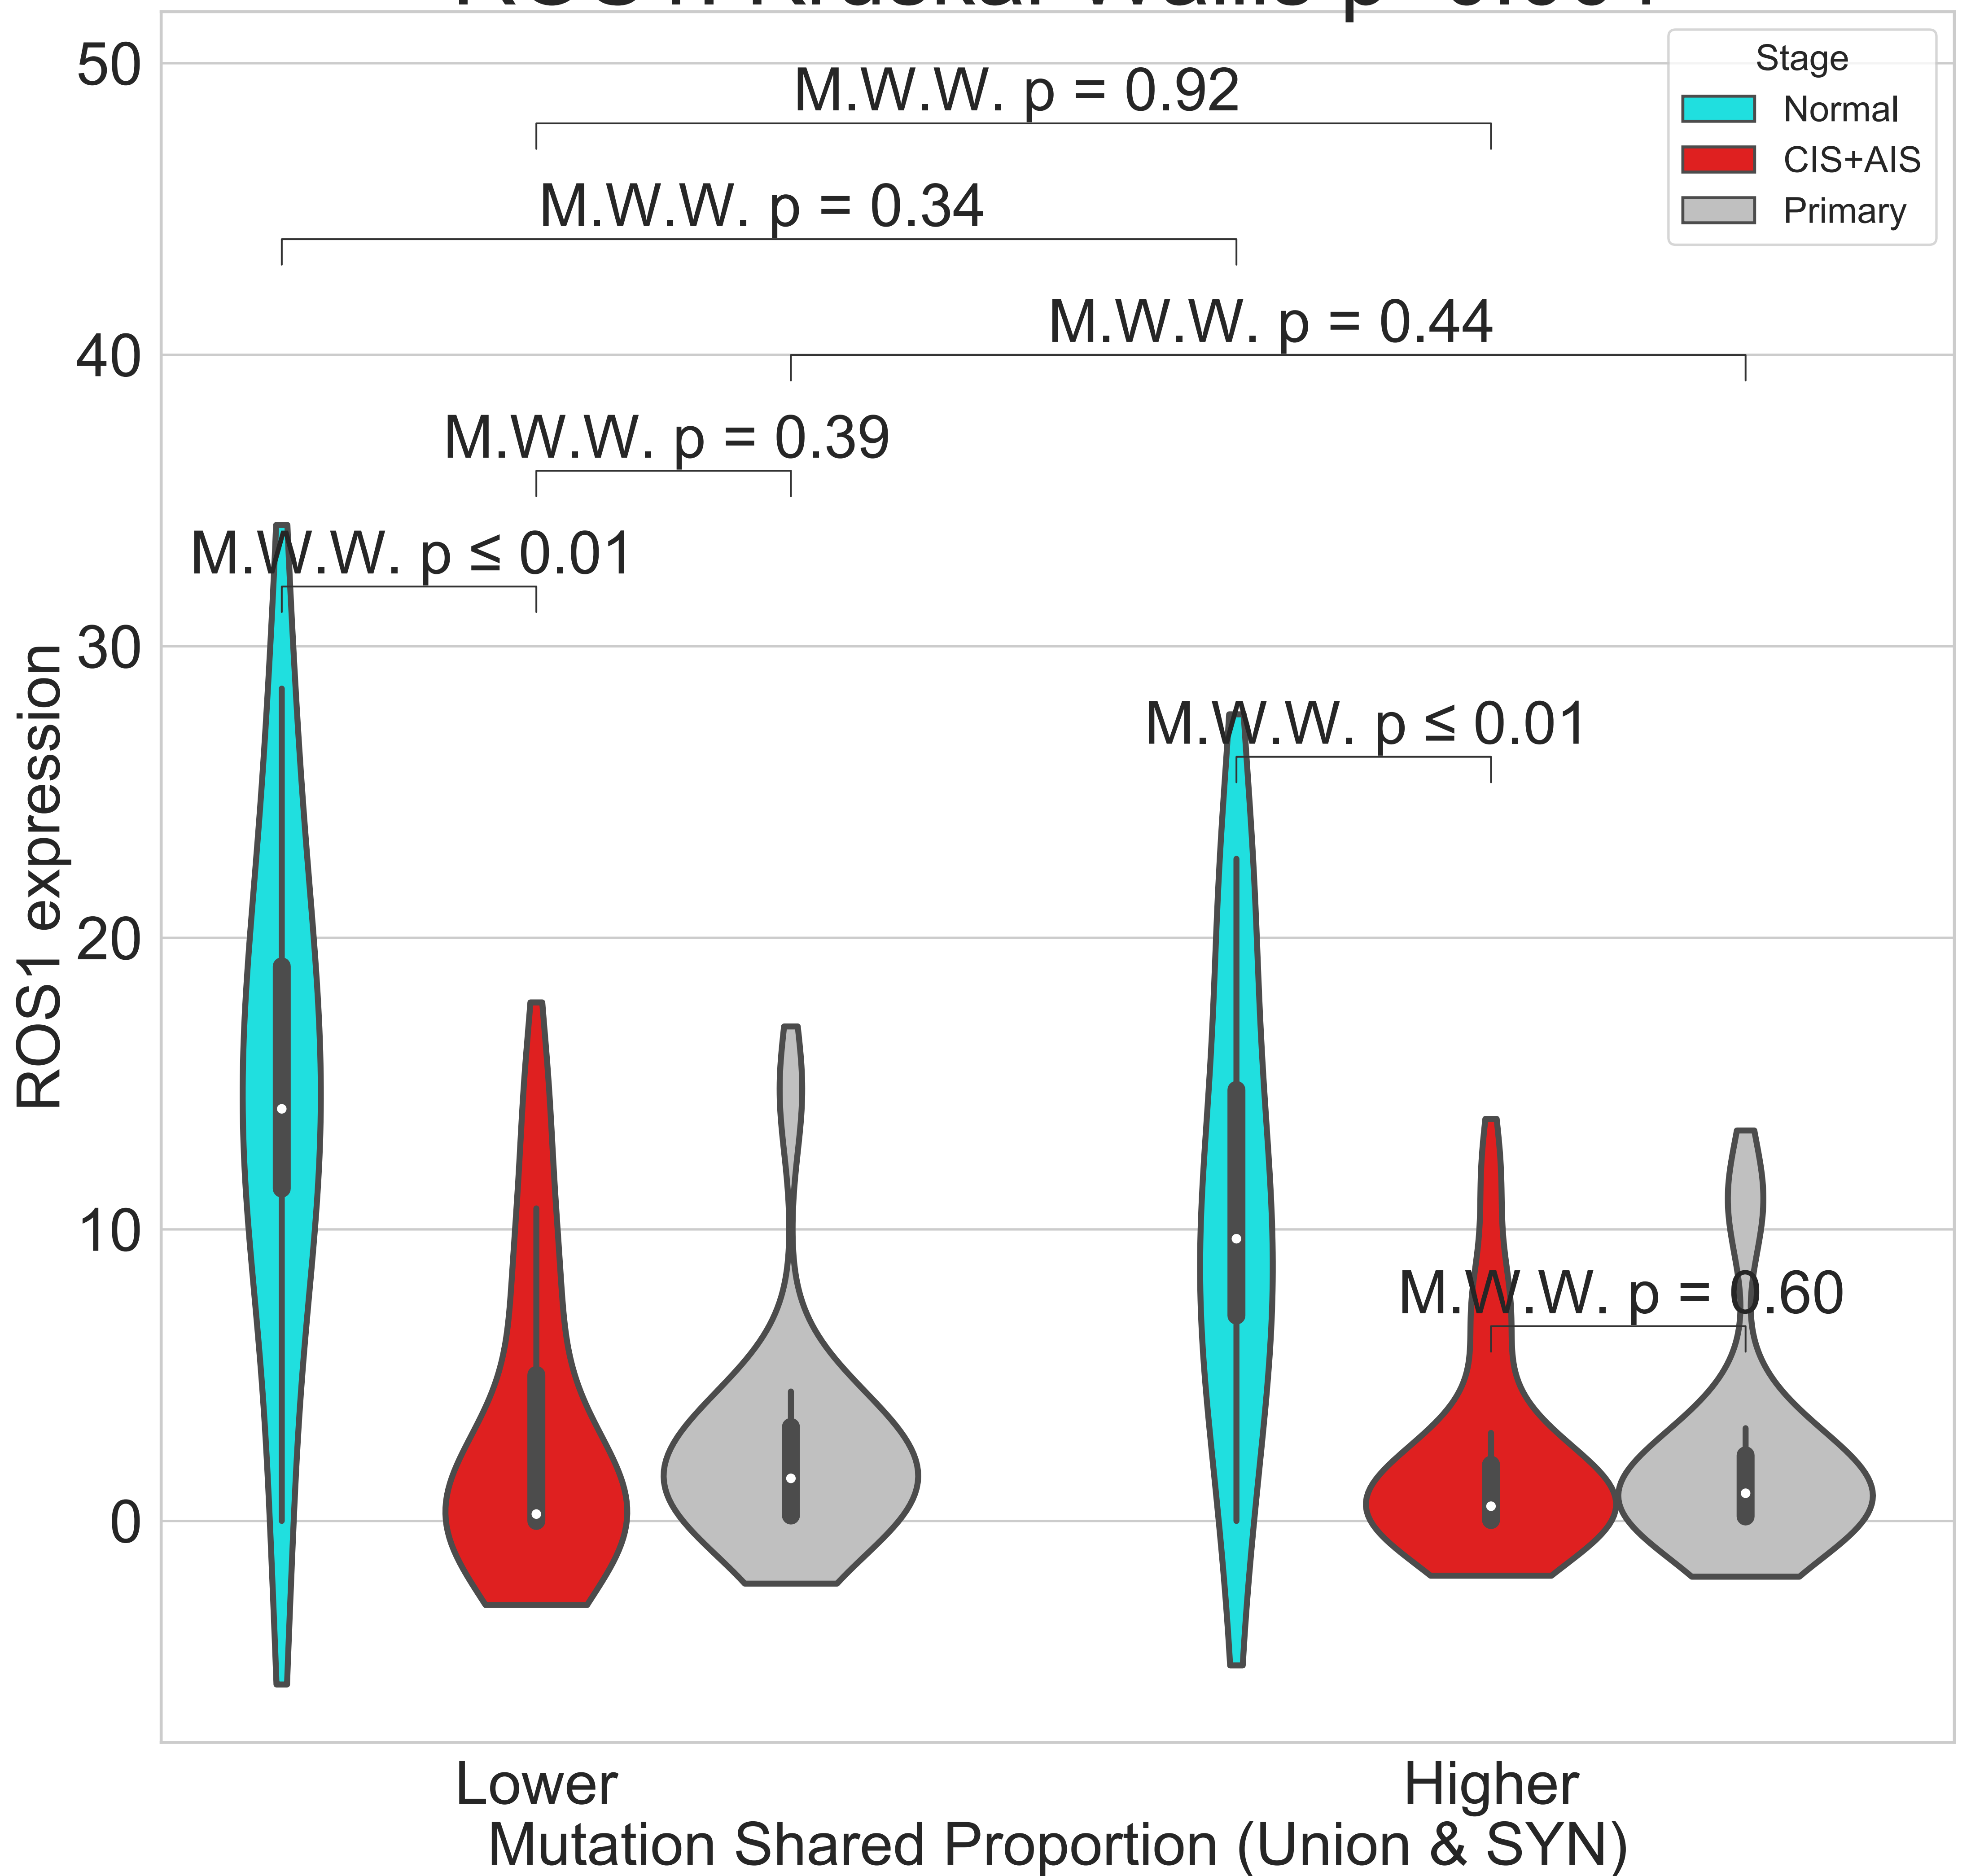 50
M.W.W. p = 0.92
Stage
Normal
CIS+AIS
Primary
M.W.W. p = 0.34
M.W.W. p = 0.44
40
M.W.W. p = 0.39
M.W.W. p ≤ 0.01
30
M.W.W. p ≤ 0.01
ROS1 expression
20
10
M.W.W. p = 0.60
0
Lower
Higher
Mutation Shared Proportion (Union & SYN)